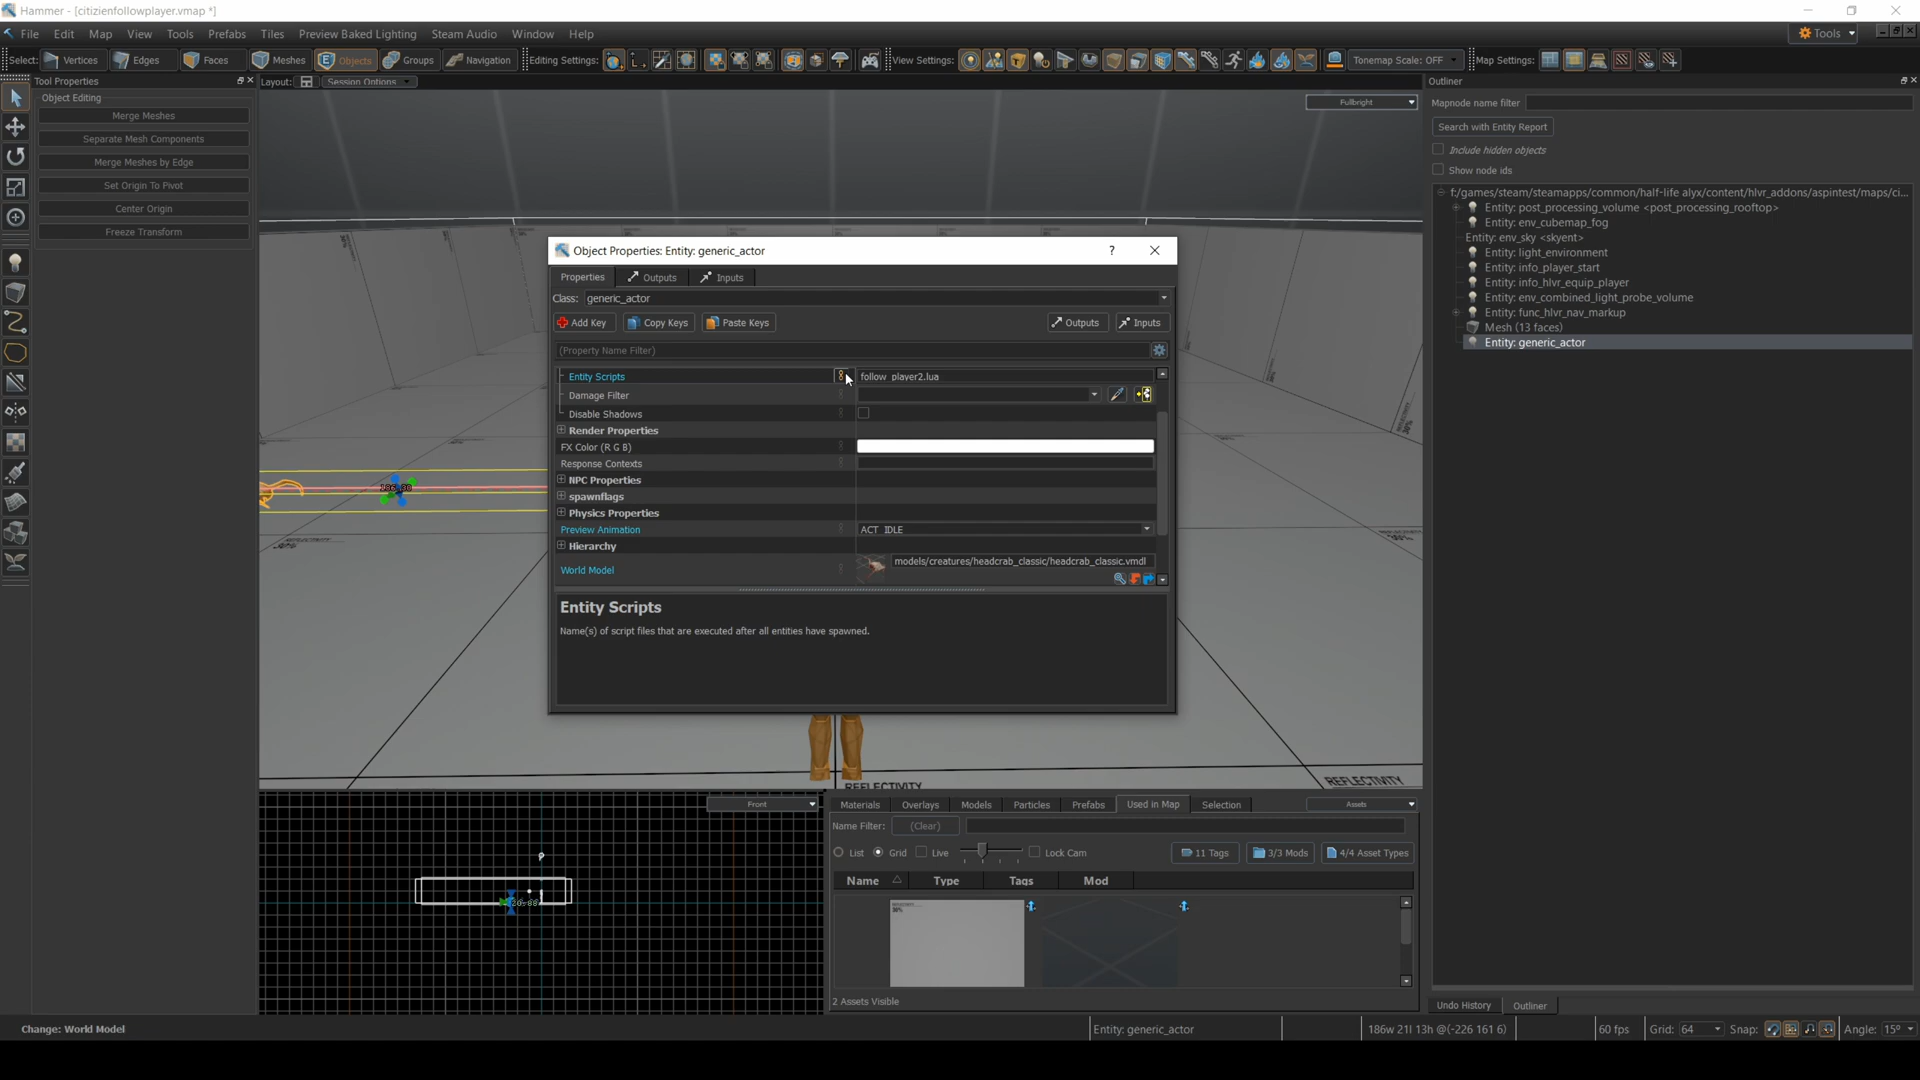 Hammer - [citizienfollowplayer.vmap *]
File Edit Map View Tools Prefabs Tiles Preview Baked Lighting Steam Audio Window Help
Tools
Select: Vertices Edges Faces Meshes Objects Groups Navigation Editing Settings: View Settings: Tonemap Scale: OFF Map Settings:
Tool Properties
Layout: Session Options
Outliner
Object Editing
Merge Meshes
Separate Mesh Components
Merge Meshes by Edge
Set Origin To Pivot
Center Origin
Freeze Transform
Fullbright
Mapnode name filter
Search with Entity Report
Include hidden objects
Show node ids
f:/games/steam/steamapps/common/half-life alyx/content/hlvr_addons/aspintest/maps/ci...
Entity: post_processing_volume <post_processing_rooftop>
Entity: env_cubemap_fog
Entity: env_sky <skyent>
Entity: light_environment
Entity: info_player_start
Entity: info_hlvr_equip_player
Entity: env_combined_light_probe_volume
Entity: func_hlvr_nav_markup
Mesh (13 faces)
Entity: generic_actor
Object Properties: Entity: generic_actor
?
Properties Outputs Inputs
Class: generic_actor
Add Key Copy Keys Paste Keys Outputs Inputs
(Property Name Filter)
Entity Scripts follow_player2.lua
Damage Filter
Disable Shadows
Render Properties
FX Color (R G B)
Response Contexts
NPC Properties
spawnflags
Physics Properties
Preview Animation ACT_IDLE
Hierarchy
World Model models/creatures/headcrab_classic/headcrab_classic.vmdl
Entity Scripts
Name(s) of script files that are executed after all entities have spawned.
REFLECTIVITY
REFLECTIVITY
Front
Materials Overlays Models Particles Prefabs Used in Map Selection Assets
Name Filter: (Clear)
List Grid Live Lock Cam 11 Tags 3/3 Mods 4/4 Asset Types
Name Type Tags Mod
2 Assets Visible
Undo History Outliner
Change: World Model
Entity: generic_actor
186w 21l 13h @(-226 161 6)
60 fps
Grid: 64 Snap: Angle: 15º